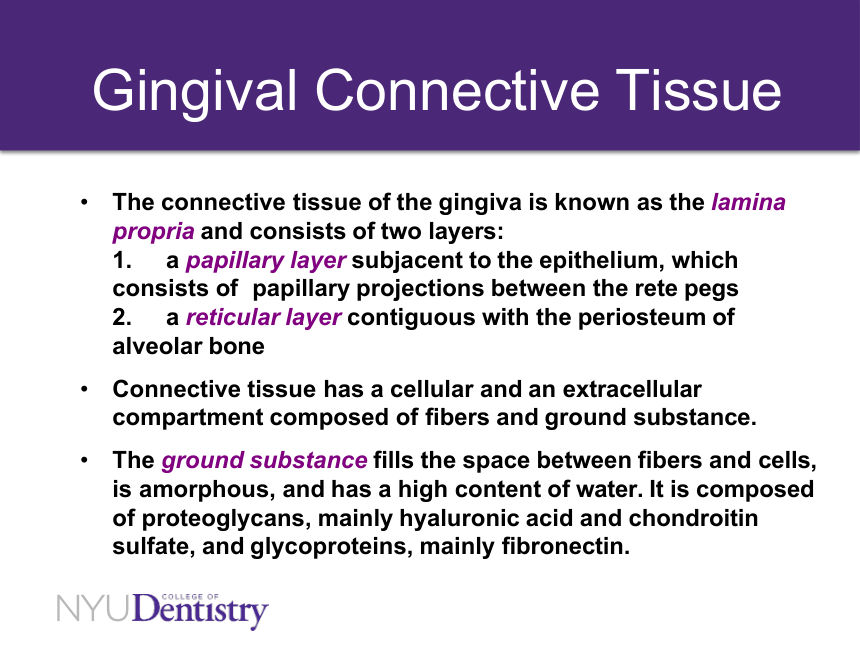 Gingival Connective Tissue
• The connective tissue of the gingiva is known as the lamina
propria and consists of two layers:
1. a papillary layer subjacent to the epithelium, which
consists of papillary projections between the rete pegs
2. a reticular layer contiguous with the periosteum of
alveolar bone
• Connective tissue has a cellular and an extracellular
compartment composed of fibers and ground substance.
• The ground substance fills the space between fibers and cells,
is amorphous, and has a high content of water. It is composed
of proteoglycans, mainly hyaluronic acid and chondroitin
sulfate, and glycoproteins, mainly fibronectin.
COLLEGE OF
NYU Dentistry